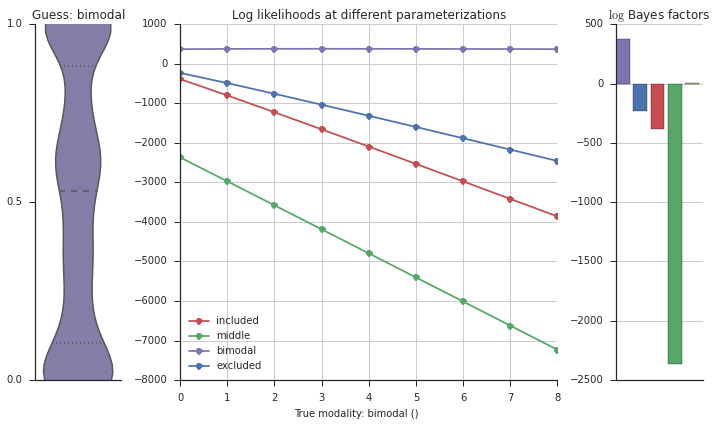 Guess: bimodal
1.0
0.5
0.0
Log likelihoods at different parameterizations
1000
0
−1000
−2000
−3000
−4000
−5000
−6000
−7000
−8000
included
middle
bimodal
excluded
0 1 2 3 4 5 6 7 8
True modality: bimodal ()
log Bayes factors
500
0
−500
−1000
−1500
−2000
−2500